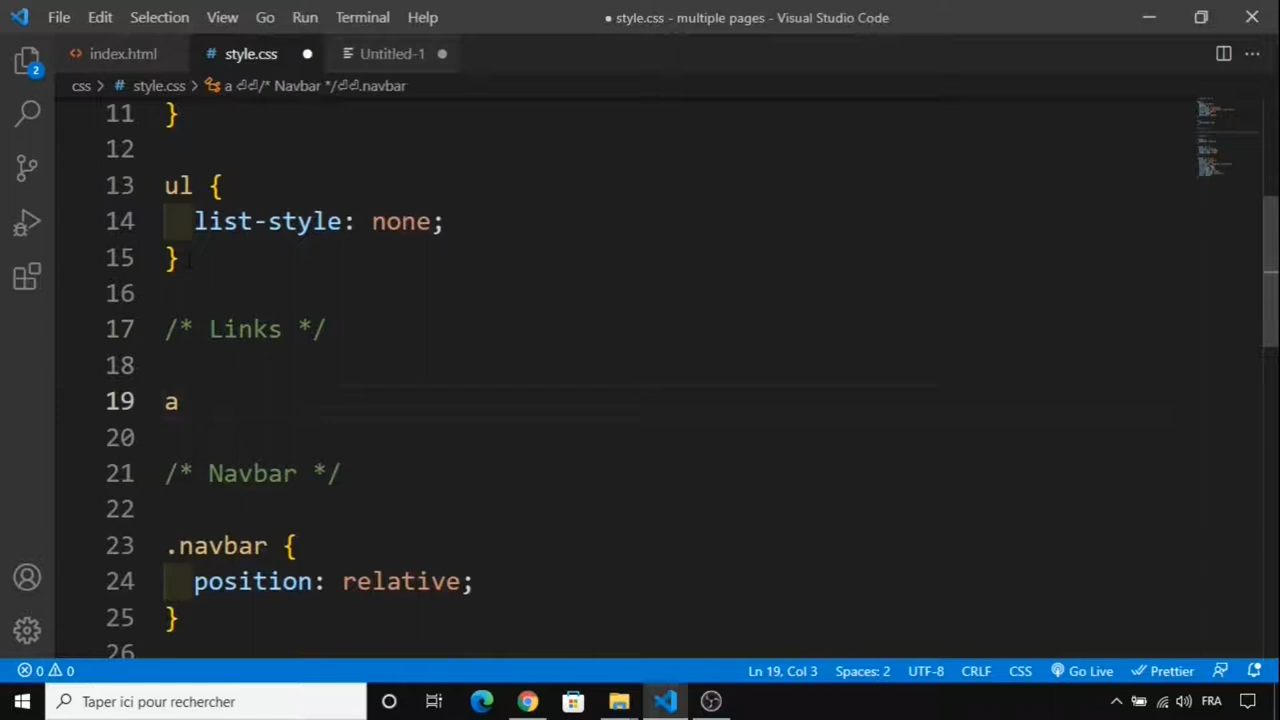 File Edit Selection View Go Run Terminal Help ● style.css - multiple pages - Visual Studio Code
<> index.html # style.css ● Untitled-1 ●
css > # style.css > a ⏎⏎/* Navbar */⏎⏎.navbar
2
11 }
12
13 ul {
14 list-style: none;
15 }
16
17 /* Links */
18
19 a
20
21 /* Navbar */
22
23 .navbar {
24 position: relative;
25 }
26
0 0 Ln 19, Col 3 Spaces: 2 UTF-8 CRLF CSS Go Live Prettier
Taper ici pour rechercher FRA